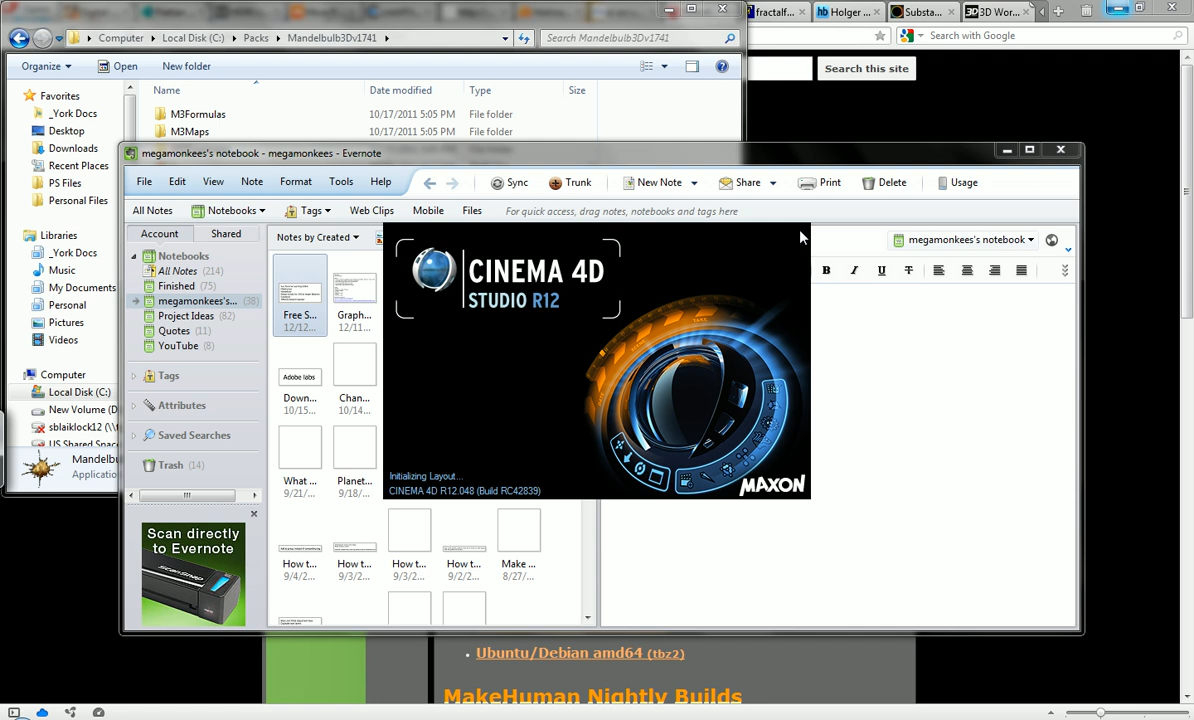 fractalf...
Holger ...
Substa...
3D Wor...
Computer
Local Disk (C:)
Packs
Mandelbulb3Dv1741
Search Mandelbulb3Dv1741
Search with Google
Organize
Open
New folder
Search this site
Favorites
_York Docs
Desktop
Downloads
Recent Places
PS Files
Personal Files
Libraries
_York Docs
Music
My Documents
Personal
Pictures
Videos
Computer
Local Disk (C:)
New Volume (D
sblaiklock12 (\\
US Shared Space
Name
Date modified
Type
Size
M3Formulas
10/17/2011 5:05 PM
File folder
M3Maps
10/17/2011 5:05 PM
File folder
Mandelbu
Applicatio
megamonkees's notebook - megamonkees - Evernote
File
Edit
View
Note
Format
Tools
Help
Sync
Trunk
New Note
Share
Print
Delete
Usage
All Notes
Notebooks
Tags
Web Clips
Mobile
Files
For quick access, drag notes, notebooks and tags here
Account
Shared
Notebooks
All Notes (214)
Finished (75)
megamonkees's... (38)
Project Ideas (82)
Quotes (11)
YouTube (8)
Tags
Attributes
Saved Searches
Trash (14)
Scan directly
to Evernote
Notes by Created
megamonkees's notebook
Free S...
12/12...
Graph...
12/11...
Adobe labs
Down...
10/15...
Chan...
10/14...
What ...
9/21/...
Planet...
9/18/...
How t...
9/4/2...
How t...
9/3/2...
How t...
9/3/2...
How t...
9/2/2...
Make ...
8/27/...
CINEMA 4D
STUDIO R12
Initializing Layout...
CINEMA 4D R12.048 (Build RC42839)
MAXON
Ubuntu/Debian amd64 (tbz2)
MakeHuman Nightly Builds